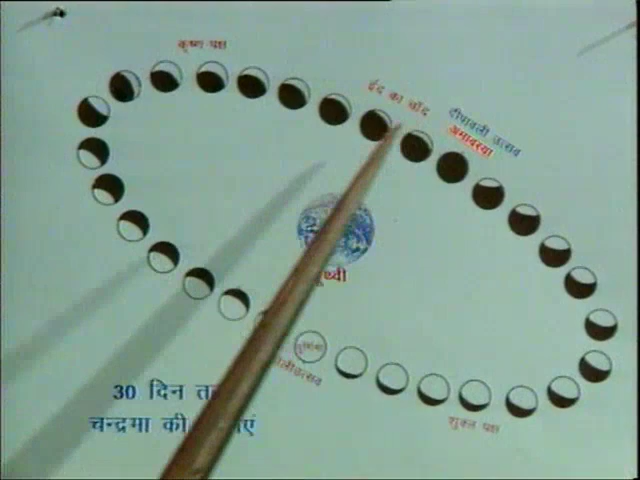 कृष्ण पक्ष
ईद का चाँद
दीपावली उत्सव
अमावस्या
शुक्ल पक्ष
30 दिन
चन्द्रमा की